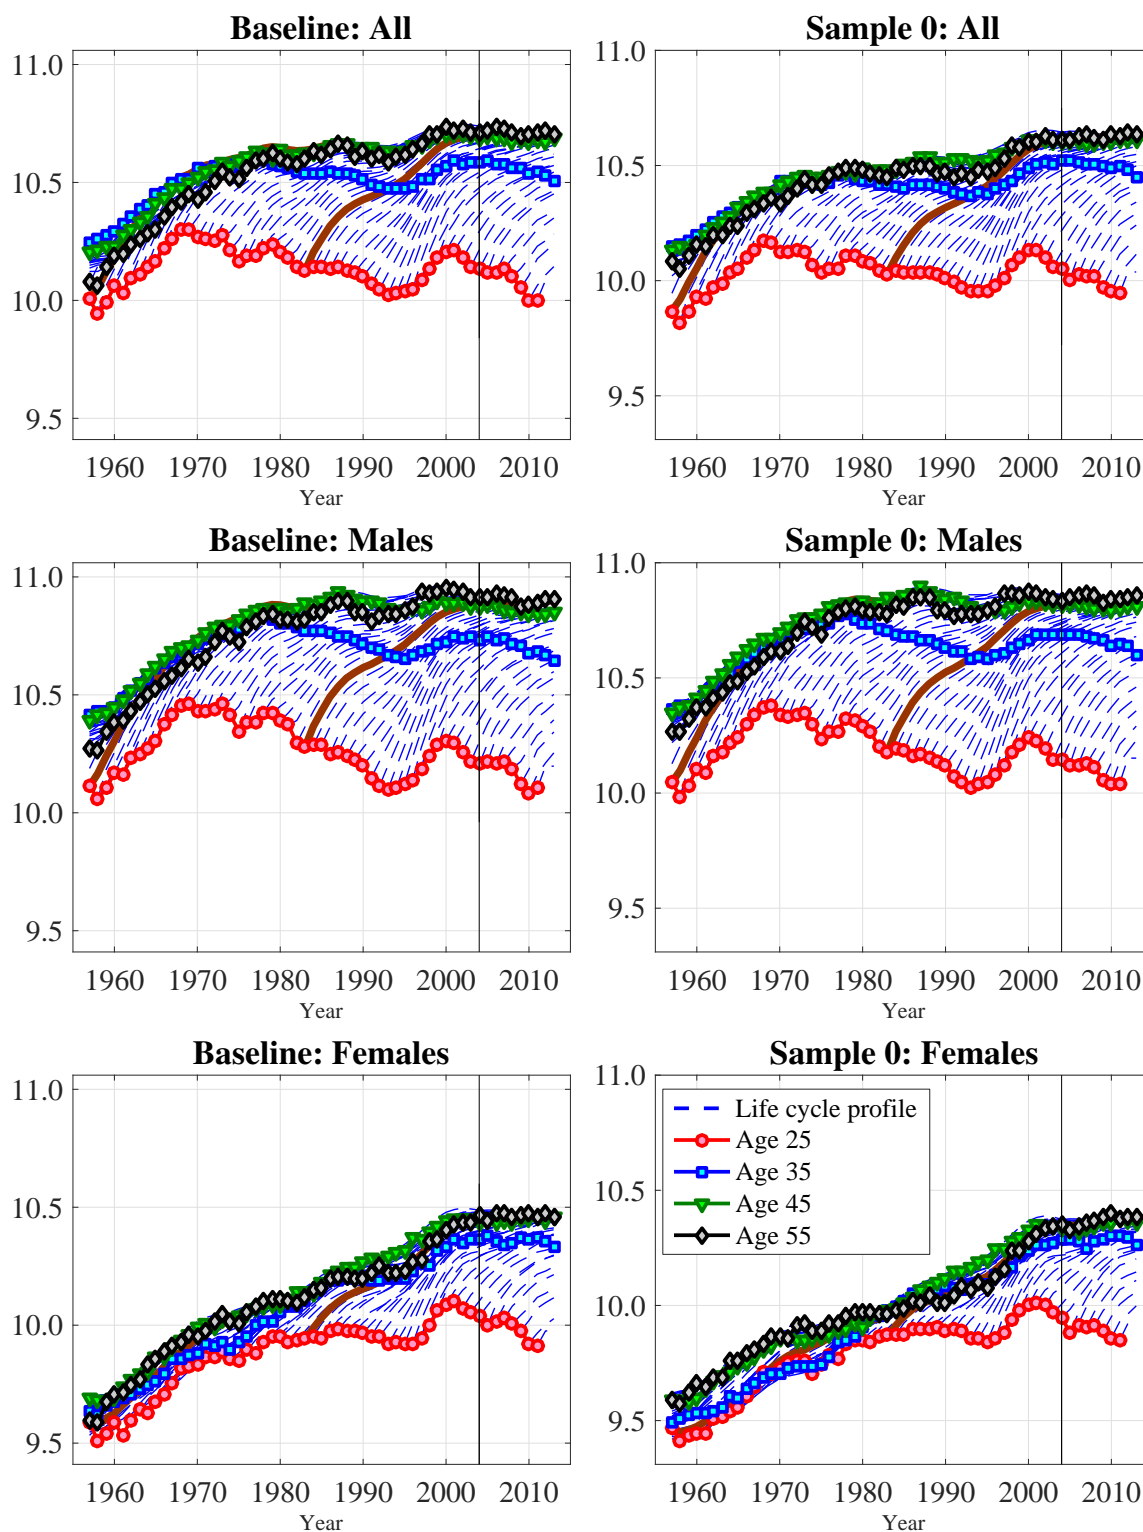 Baseline: All
11.0
10.5
10.0
9.5
1960 1970 1980 1990 2000 2010
Year
Sample 0: All
11.0
10.5
10.0
9.5
1960 1970 1980 1990 2000 2010
Year
Baseline: Males
11.0
10.5
10.0
9.5
1960 1970 1980 1990 2000 2010
Year
Sample 0: Males
11.0
10.5
10.0
9.5
1960 1970 1980 1990 2000 2010
Year
Baseline: Females
11.0
10.5
10.0
9.5
1960 1970 1980 1990 2000 2010
Year
Sample 0: Females
11.0
10.5
10.0
9.5
Life cycle profile
Age 25
Age 35
Age 45
Age 55
1960 1970 1980 1990 2000 2010
Year